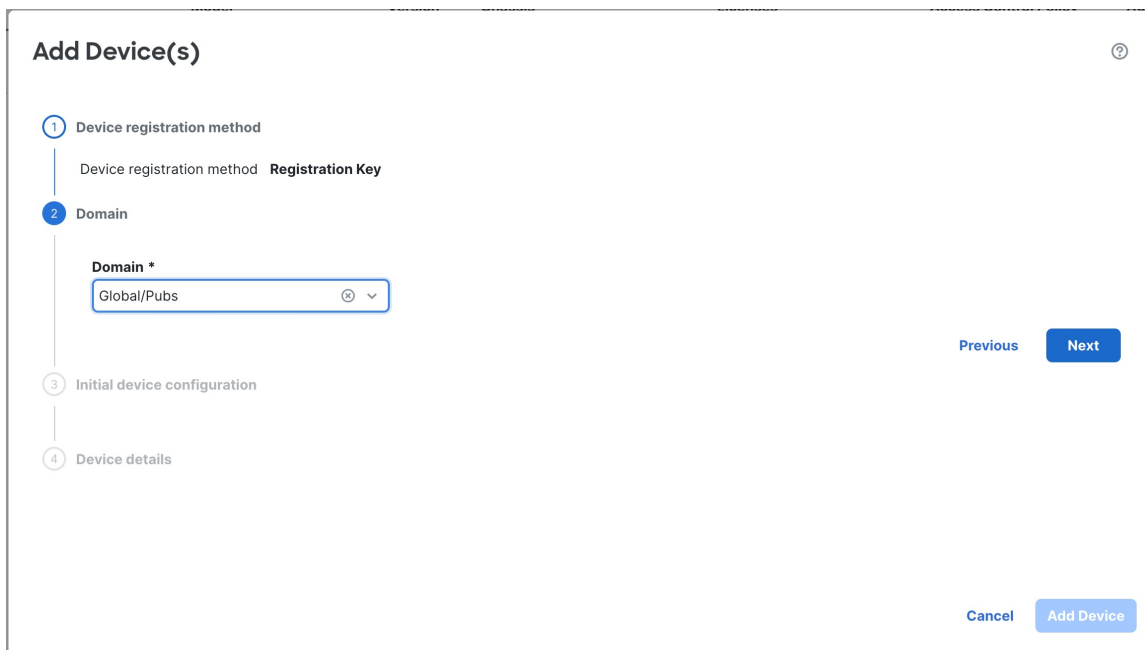 Add Device(s)
1 Device registration method
Device registration method Registration Key
2 Domain
Domain *
Global/Pubs
Previous Next
3 Initial device configuration
4 Device details
Cancel Add Device